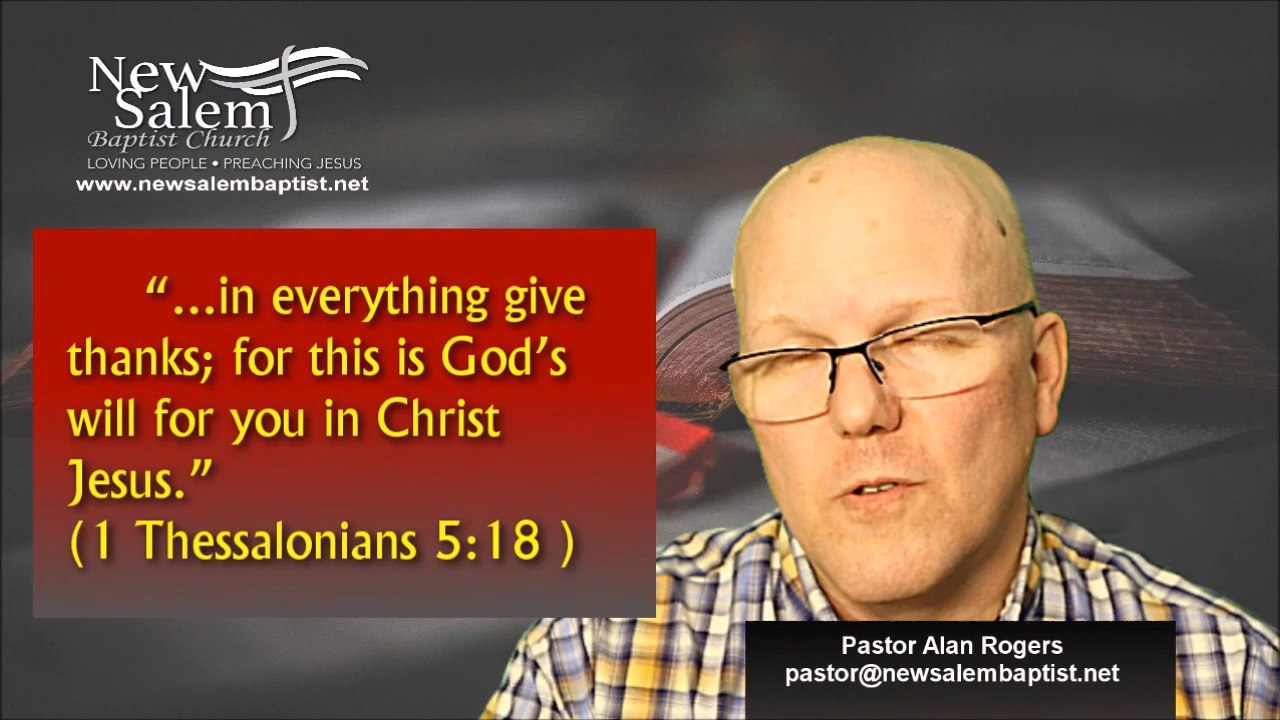 New
Salem
Baptist Church
LOVING PEOPLE • PREACHING JESUS
www.newsalembaptist.net
“...in everything give
thanks; for this is God’s
will for you in Christ
Jesus.”
(1 Thessalonians 5:18 )
Pastor Alan Rogers
pastor@newsalembaptist.net